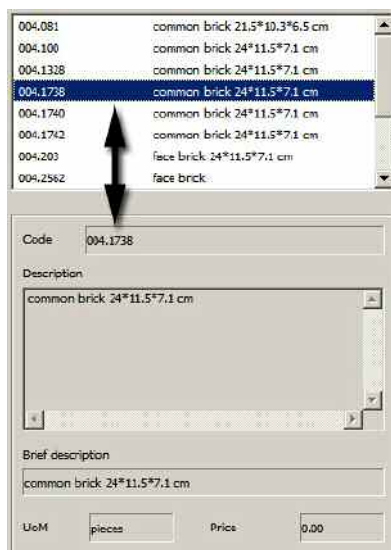 004.081 common brick 21.5*10.3*6.5 cm
004.100 common brick 24*11.5*7.1 cm
004.1328 common brick 24*11.5*7.1 cm
004.1738 common brick 24*11.5*7.1 cm
004.1740 common brick 24*11.5*7.1 cm
004.1742 common brick 24*11.5*7.1 cm
004.203 face brick 24*11.5*7.1 cm
004.2562 face brick
Code 004.1738
Description
common brick 24*11.5*7.1 cm
Brief description
common brick 24*11.5*7.1 cm
UoM pieces Price 0.00